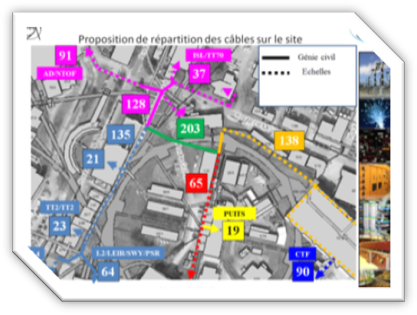 Proposition de répartition des câbles sur le site
91
ISL/TT70
37
AD/NTOF
Génie civil
Echelles
128
135
203
138
21
65
TT2/TT2
23
PUITS
19
L2/LEIR/SWY/PSR
64
CTF
90